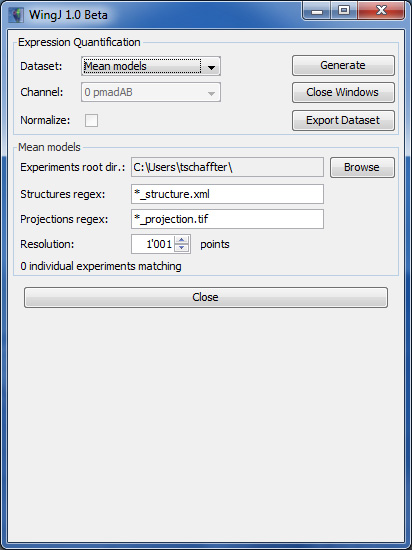 WingJ 1.0 Beta
Expression Quantification
Dataset: Mean models Generate
Channel: 0 pmadAB Close Windows
Normalize: Export Dataset
Mean models
Experiments root dir.: C:\Users\tschaffter\ Browse
Structures regex: *_structure.xml
Projections regex: *_projection.tif
Resolution: 1'001 points
0 individual experiments matching
Close